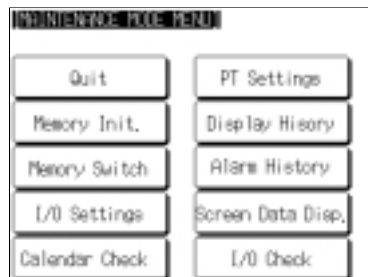 [MAINTENANCE MODE MENU]
Quit
PT Settings
Memory Init.
Display Hisory
Memory Switch
Alarm History
I/O Settings
Screen Data Disp.
Calendar Check
I/O Check